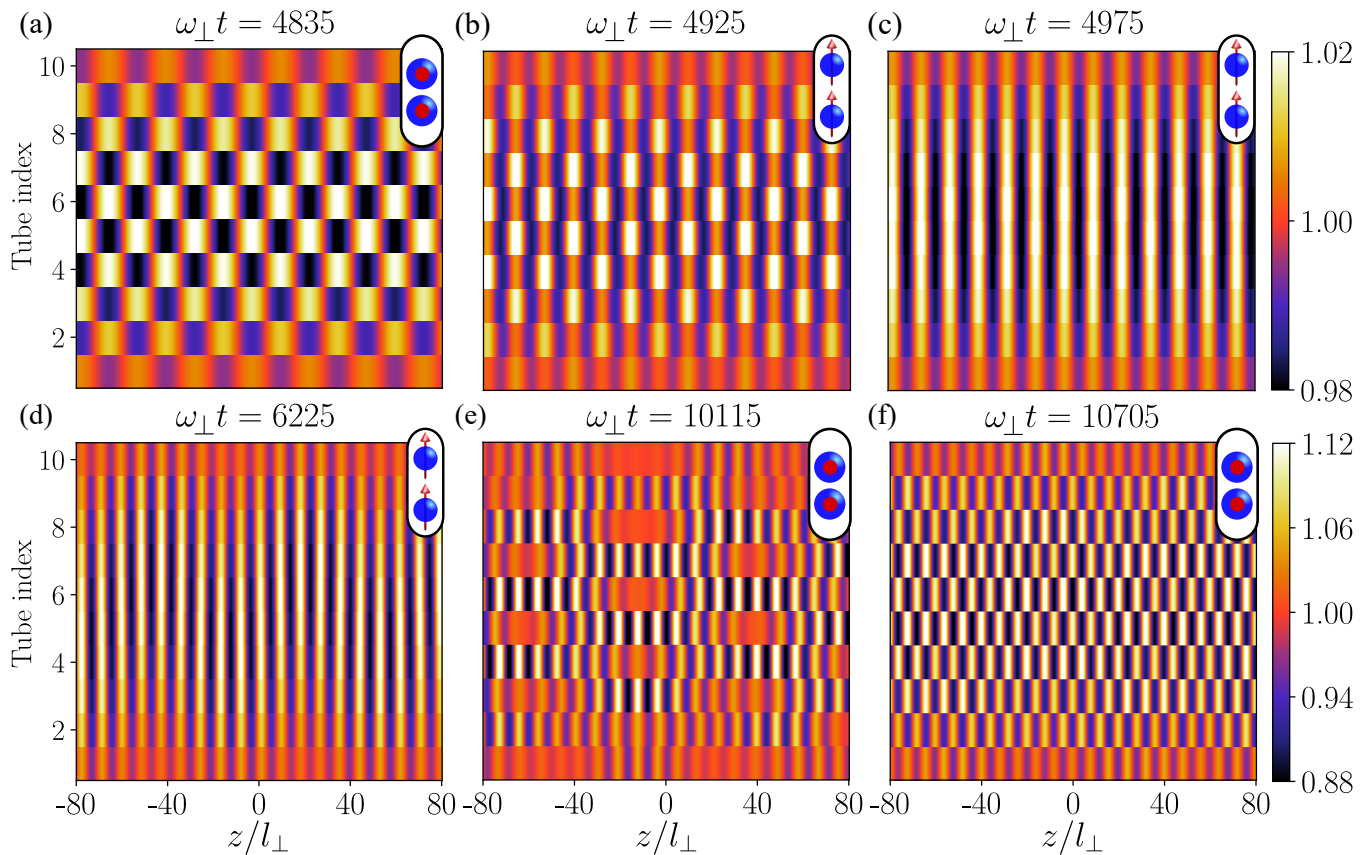 (a) ω⊥t = 4835
(b) ω⊥t = 4925
(c) ω⊥t = 4975
Tube index
10
8
6
4
2
1.02
1.00
0.98
(d) ω⊥t = 6225
(e) ω⊥t = 10115
(f) ω⊥t = 10705
Tube index
10
8
6
4
2
1.12
1.06
1.00
0.94
0.88
-80 -40 0 40 80
-80 -40 0 40 80
-80 -40 0 40 80
z/l⊥
z/l⊥
z/l⊥